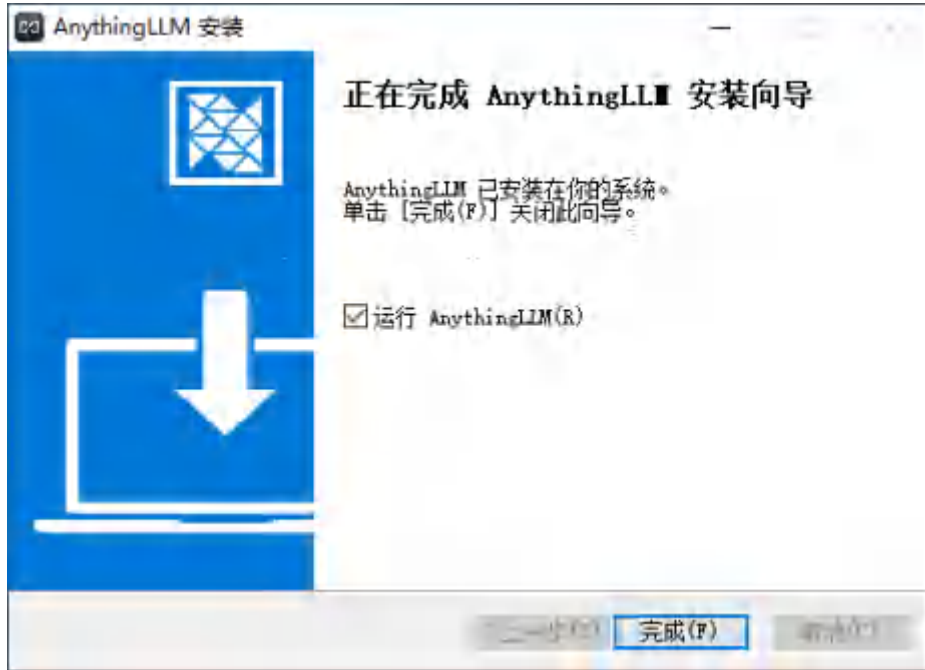 AnythingLLM 安装
正在完成 AnythingLLM 安装向导
AnythingLLM 已安装在你的系统。
单击 [完成(F)] 关闭此向导。
运行 AnythingLLM(R)
完成(F)